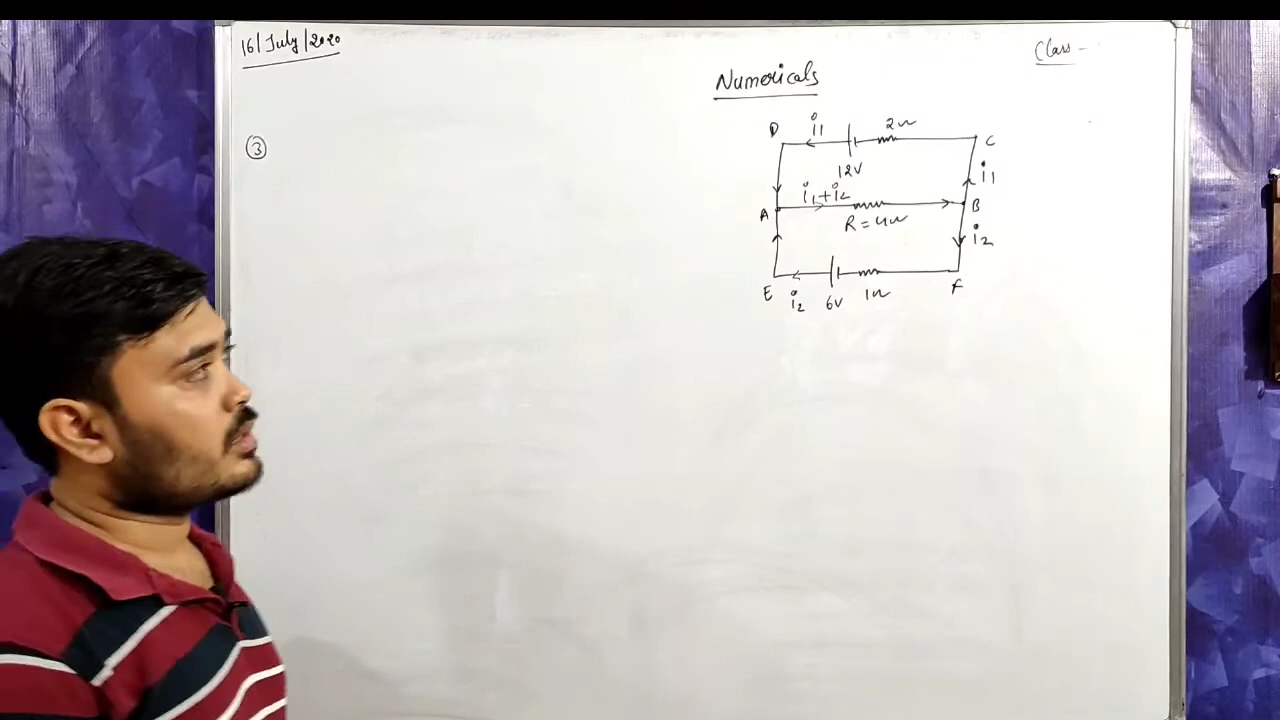 16/July/2020
Class -
Numericals
③
D i1 2ω C
12V i1
A i1+i2 B
R=4ω i2
E i2 6V 1ω F